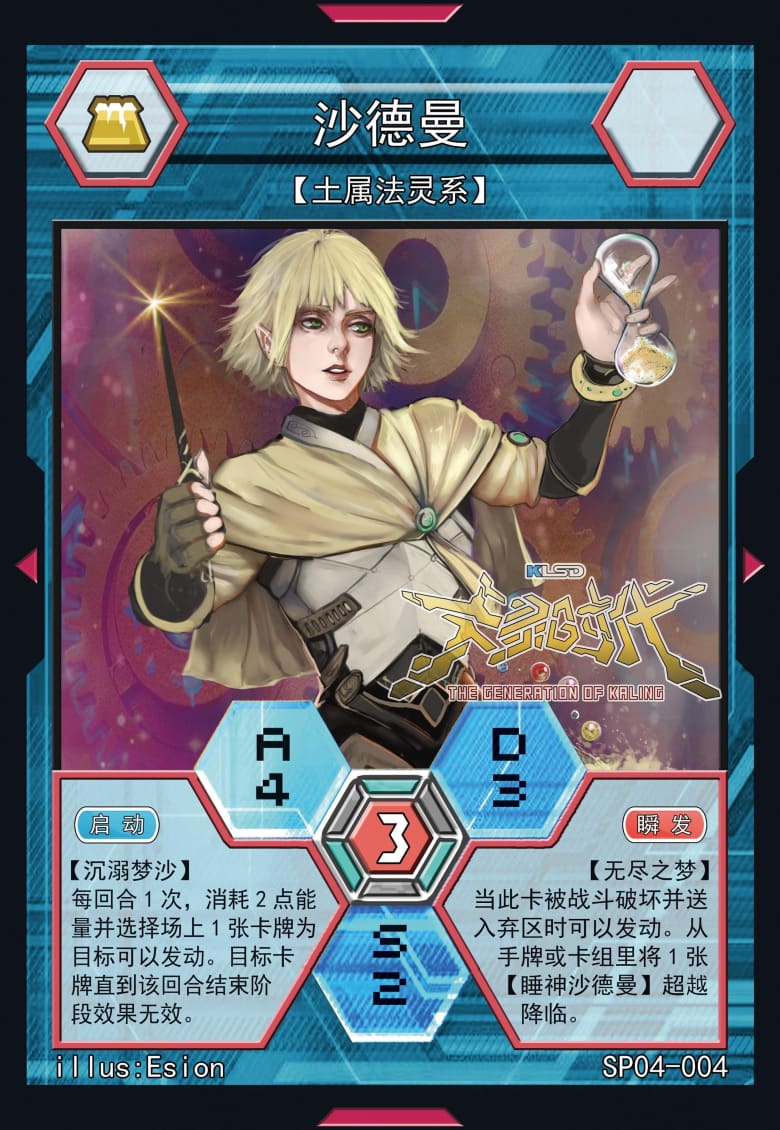 沙德曼
【土属法灵系】
KLSD
卡灵时代
THE GENERATION OF KALING
A
4
D
3
3
S
2
启动
【沉溺梦沙】
每回合1次，消耗2点能
量并选择场上1张卡牌为
目标可以发动。目标卡
牌直到该回合结束阶
段效果无效。
瞬发
【无尽之梦】
当此卡被战斗破坏并送
入弃区时可以发动。从
手牌或卡组里将1张
【睡神沙德曼】超越
降临。
illus:Esion
SP04-004